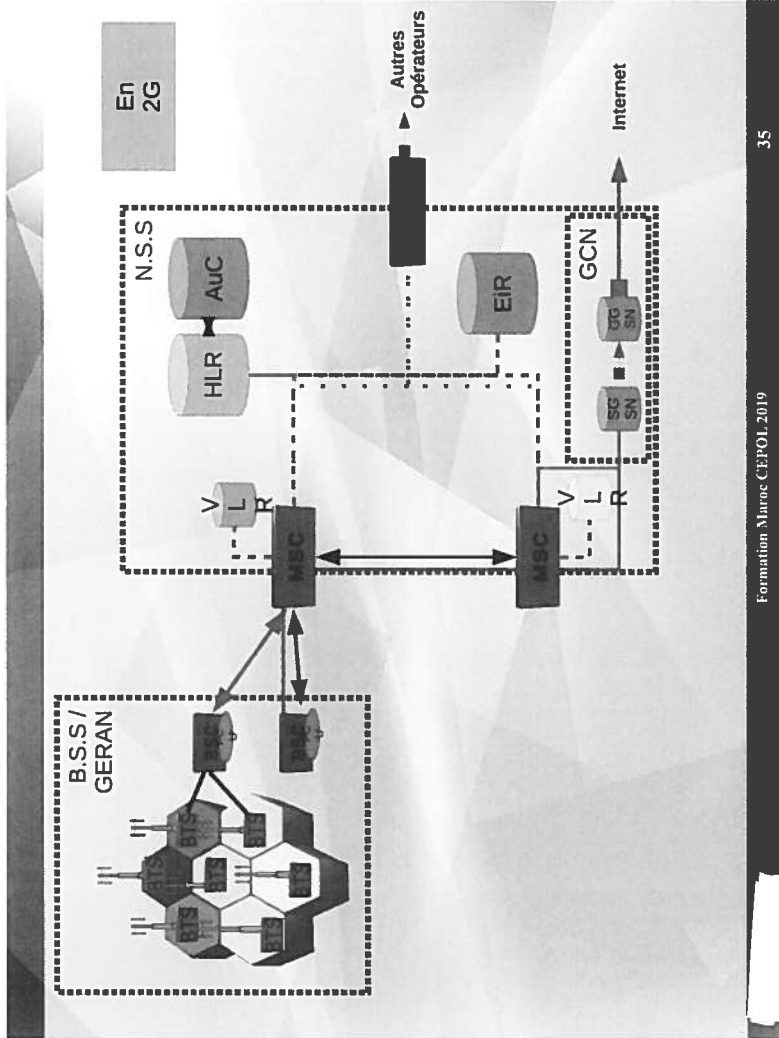 En
2G
B.S.S /
GERAN
BTS
BTS
BTS
BTS
BTS
BTS
BTS
BSC
BSC
N.S.S
MSC
V
L
R
MSC
V
L
R
HLR
AuC
EiR
GCN
SG
SN
GG
SN
Autres
Opérateurs
Internet
Formation Maroc CEPOL 2019
35